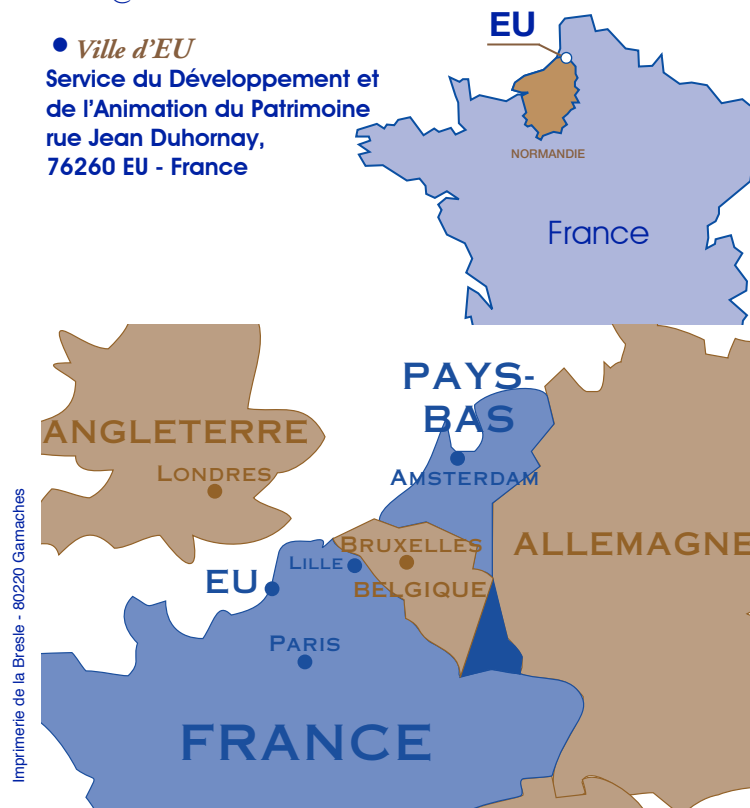 • Ville d'EU
Service du Développement et
de l'Animation du Patrimoine
rue Jean Duhornay,
76260 EU - France
EU
NORMANDIE
France
PAYS-
BAS
ANGLETERRE
LONDRES
AMSTERDAM
BRUXELLES
ALLEMAGNE
LILLE
EU
BELGIQUE
PARIS
FRANCE
Imprimerie de la Bresle - 80220 Gamaches